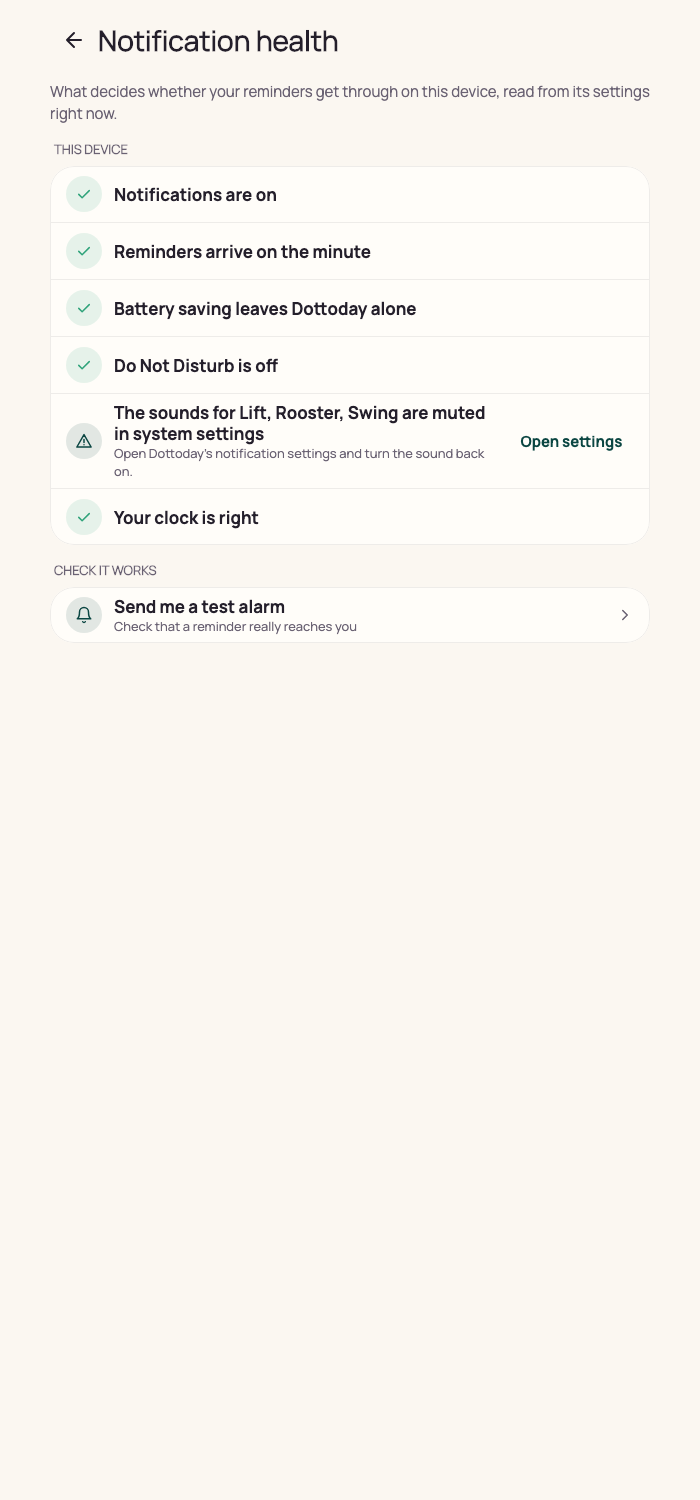 Notification health
What decides whether your reminders get through on this device, read from its settings
right now.
THIS DEVICE
Notifications are on
Reminders arrive on the minute
Battery saving leaves Dottoday alone
Do Not Disturb is off
The sounds for Lift, Rooster, Swing are muted
in system settings
Open Dottoday's notification settings and turn the sound back
on.
Open settings
Your clock is right
CHECK IT WORKS
Send me a test alarm
Check that a reminder really reaches you